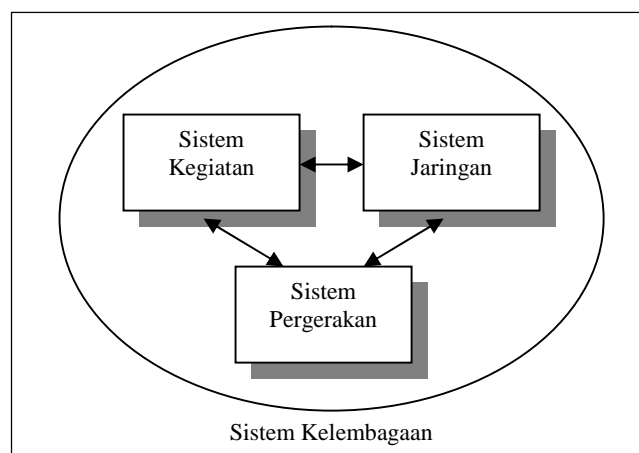 Sistem
Kegiatan
Sistem
Jaringan
Sistem
Pergerakan
Sistem Kelembagaan